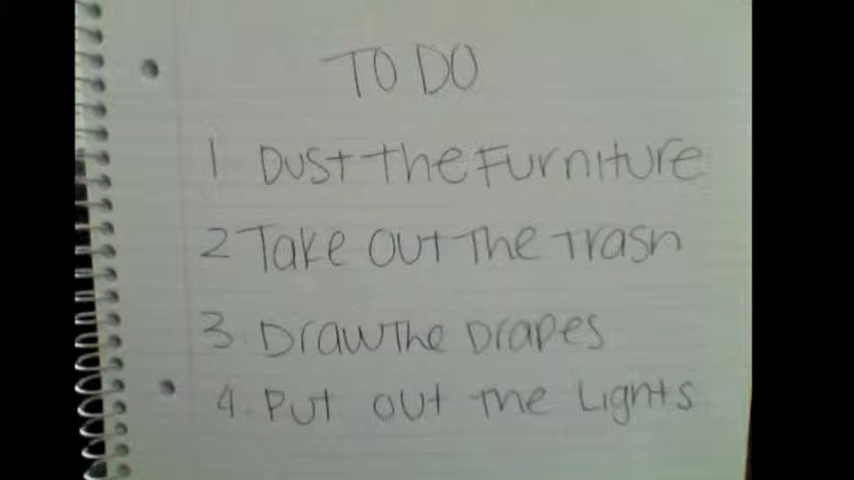 TO DO
1 Dust the Furniture
2 Take out the trash
3. Draw the Drapes
4. Put out the Lights